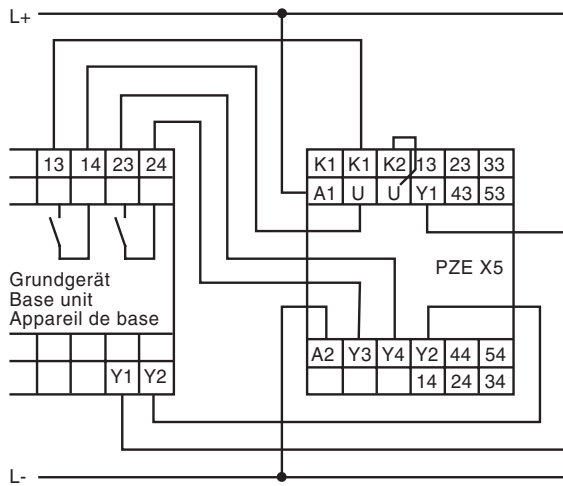 L+
13 14 23 24
K1 K1 K2 13 23 33
A1 U U Y1 43 53
Grundgerät
Base unit
Appareil de base
PZE X5
A2 Y3 Y4 Y2 44 54
14 24 34
Y1 Y2
L-